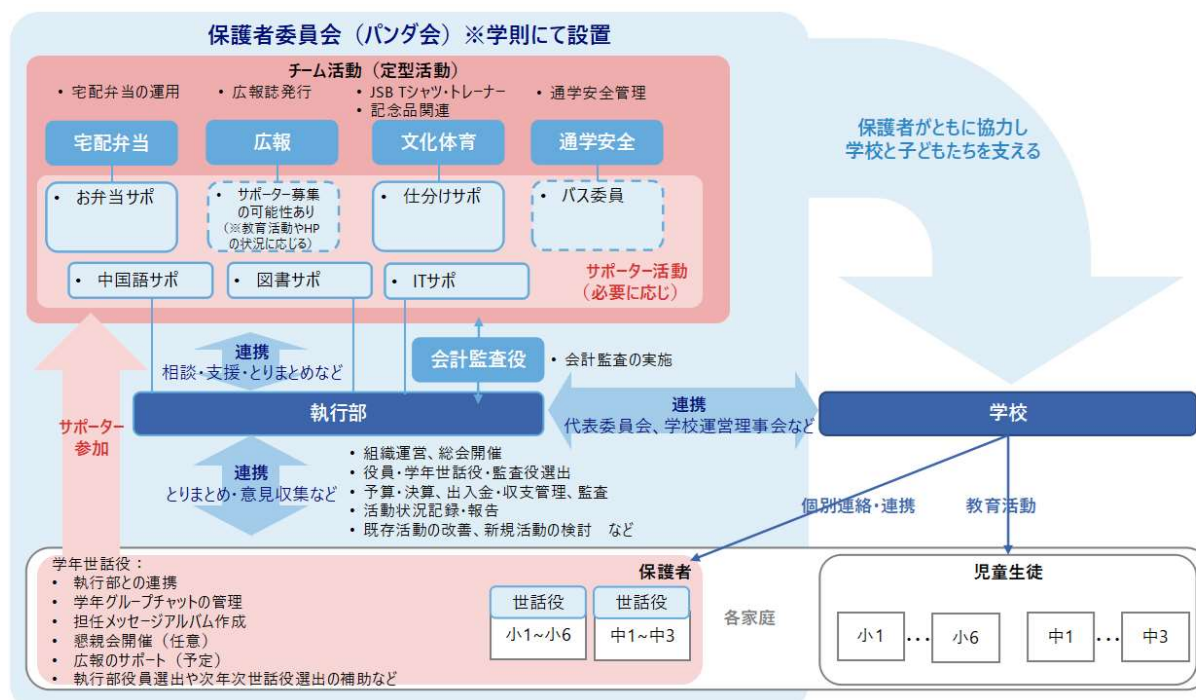 保護者委員会（パンダ会）※学則にて設置
チーム活動（定型活動）
• 宅配弁当の運用
• 広報誌発行
• JSB Tシャツ・トレーナー
• 記念品関連
• 通学安全管理
宅配弁当
広報
文化体育
通学安全
• お弁当サポ
• サポーター募集
の可能性あり
（※教育活動やHP
の状況に応じる）
• 仕分けサポ
• バス委員
• 中国語サポ
• 図書サポ
• ITサポ
サポーター活動
（必要に応じ）
保護者がともに協力し
学校と子どもたちを支える
連携
相談・支援・とりまとめなど
会計監査役
• 会計監査の実施
執行部
連携
代表委員会、学校運営理事会など
学校
サポーター
参加
連携
とりまとめ・意見収集など
• 組織運営、総会開催
• 役員・学年世話役・監査役選出
• 予算・決算、出入金・収支管理、監査
• 活動状況記録・報告
• 既存活動の改善、新規活動の検討　など
個別連絡・連携
教育活動
学年世話役：
• 執行部との連携
• 学年グループチャットの管理
• 担任メッセージアルバム作成
• 懇親会開催（任意）
• 広報のサポート（予定）
• 執行部役員選出や次年次世話役選出の補助など
保護者
世話役
小1~小6
世話役
中1~中3
各家庭
児童生徒
小1
…
小6
中1
…
中3